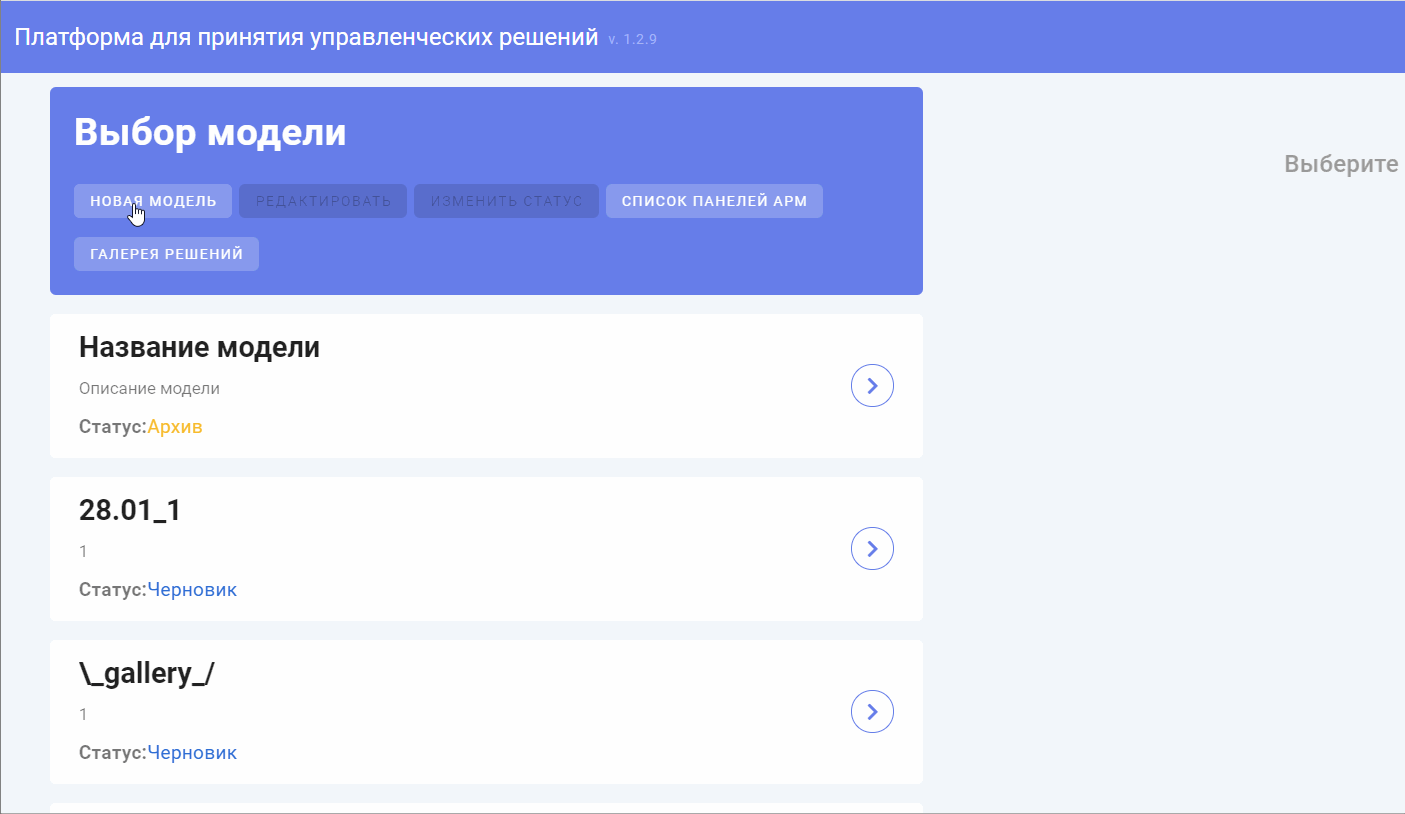 Платформа для принятия управленческих решений v. 1.2.9
Выбор модели
Выберите
НОВАЯ МОДЕЛЬ РЕДАКТИРОВАТЬ ИЗМЕНИТЬ СТАТУС СПИСОК ПАНЕЛЕЙ АРМ
ГАЛЕРЕЯ РЕШЕНИЙ
Название модели
Описание модели
Статус:Архив
28.01_1
1
Статус:Черновик
\_gallery_/
1
Статус:Черновик